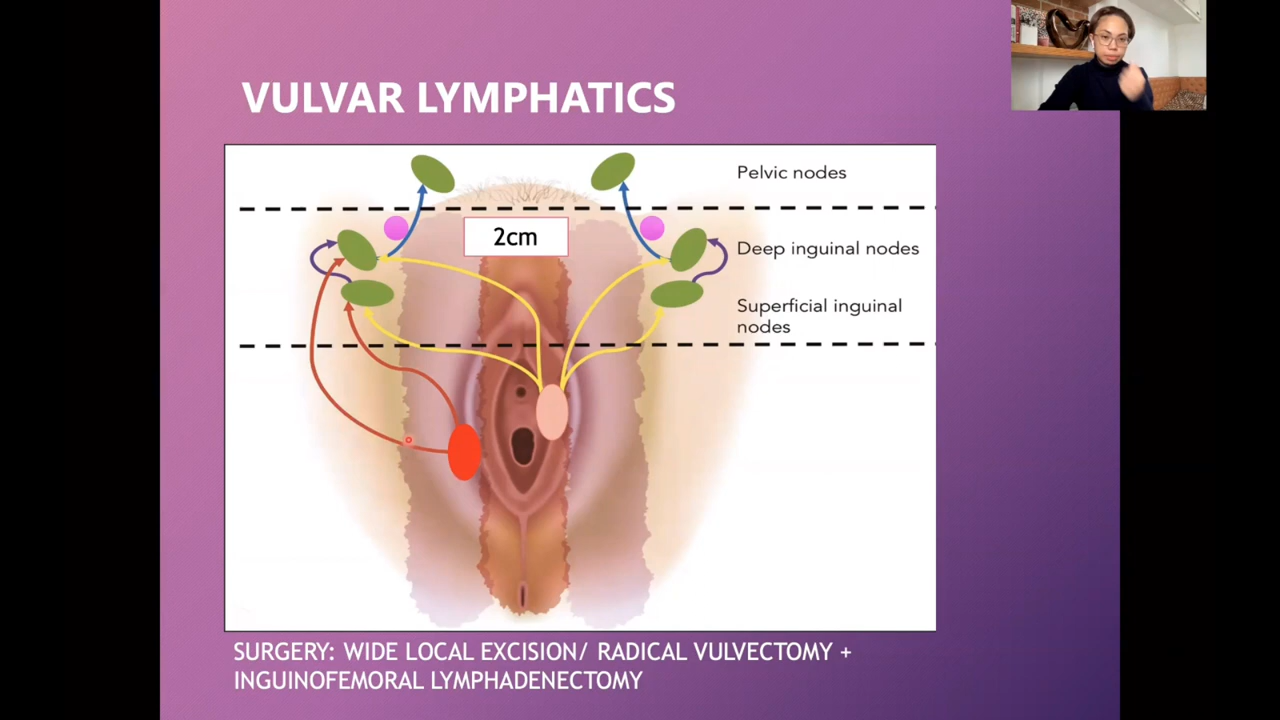 VULVAR LYMPHATICS
Pelvic nodes
2cm
Deep inguinal nodes
Superficial inguinal
nodes
SURGERY: WIDE LOCAL EXCISION/ RADICAL VULVECTOMY +
INGUINOFEMORAL LYMPHADENECTOMY